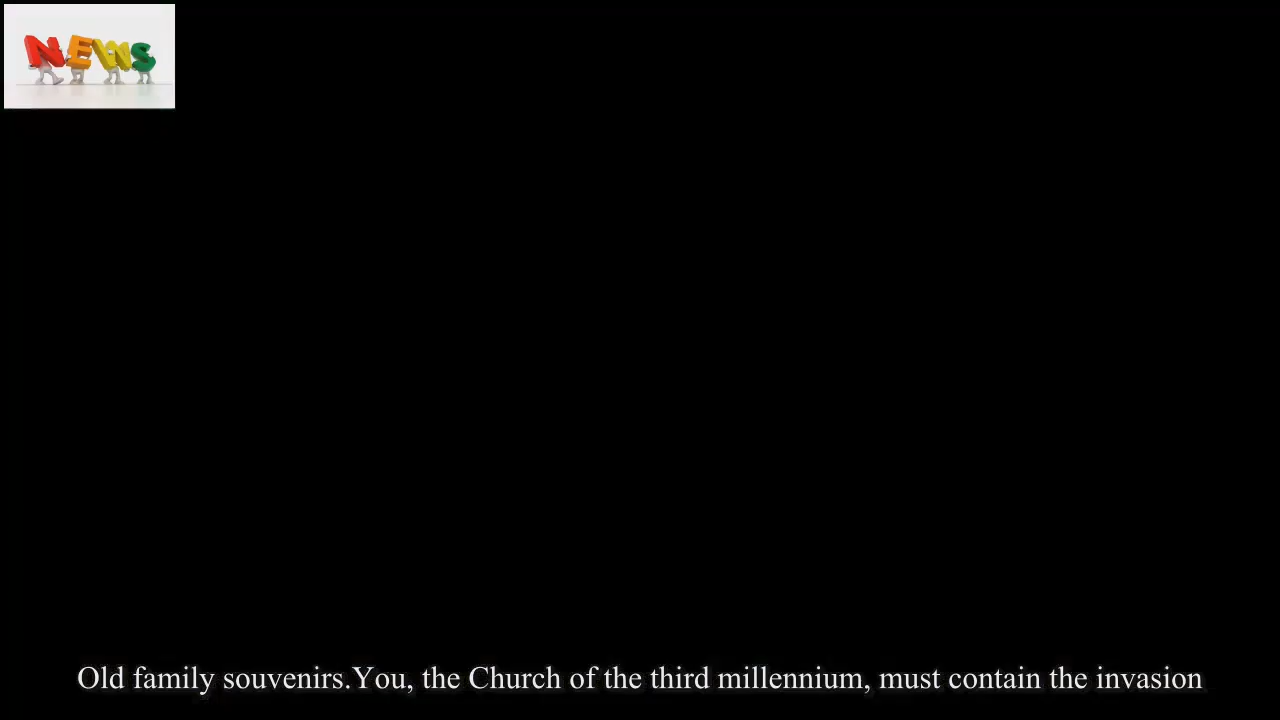 NEWS
Old family souvenirs.You, the Church of the third millennium, must contain the invasion